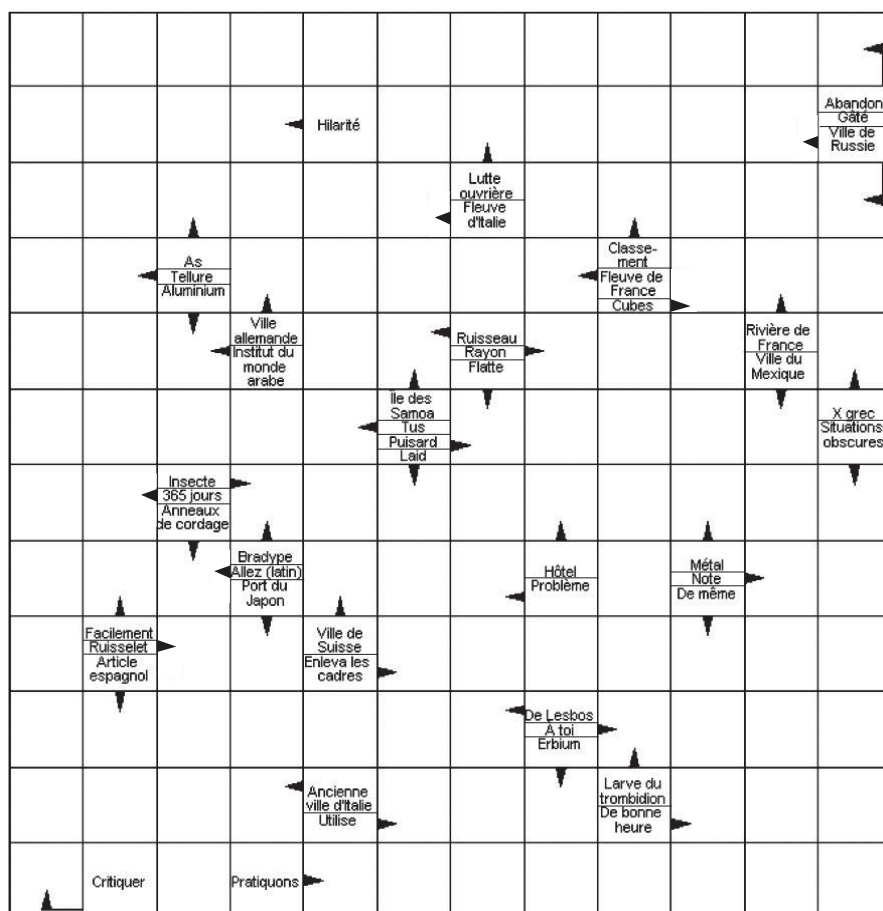 Hilarité
Abandon
Gâté
Ville de
Russie
Lutte
ouvrière
Fleuve
d'Italie
As
Tellure
Aluminium
Classe-
ment
Fleuve de
France
Cubes
Ville
allemande
Institut du
monde
arabe
Ruisseau
Rayon
Flatte
Rivière de
France
Ville du
Mexique
Île des
Samoa
Tus
Puisard
Laid
X grec
Situations
obscures
Insecte
365 jours
Anneaux
de cordage
Bradype
Allez (latin)
Port du
Japon
Hôtel
Problème
Métal
Note
De même
Facilement
Ruisselet
Article
espagnol
Ville de
Suisse
Enleva les
cadres
De Lesbos
À toi
Erbium
Ancienne
ville d'Italie
Utilise
Larve du
trombidion
De bonne
heure
Critiquer
Pratiquons